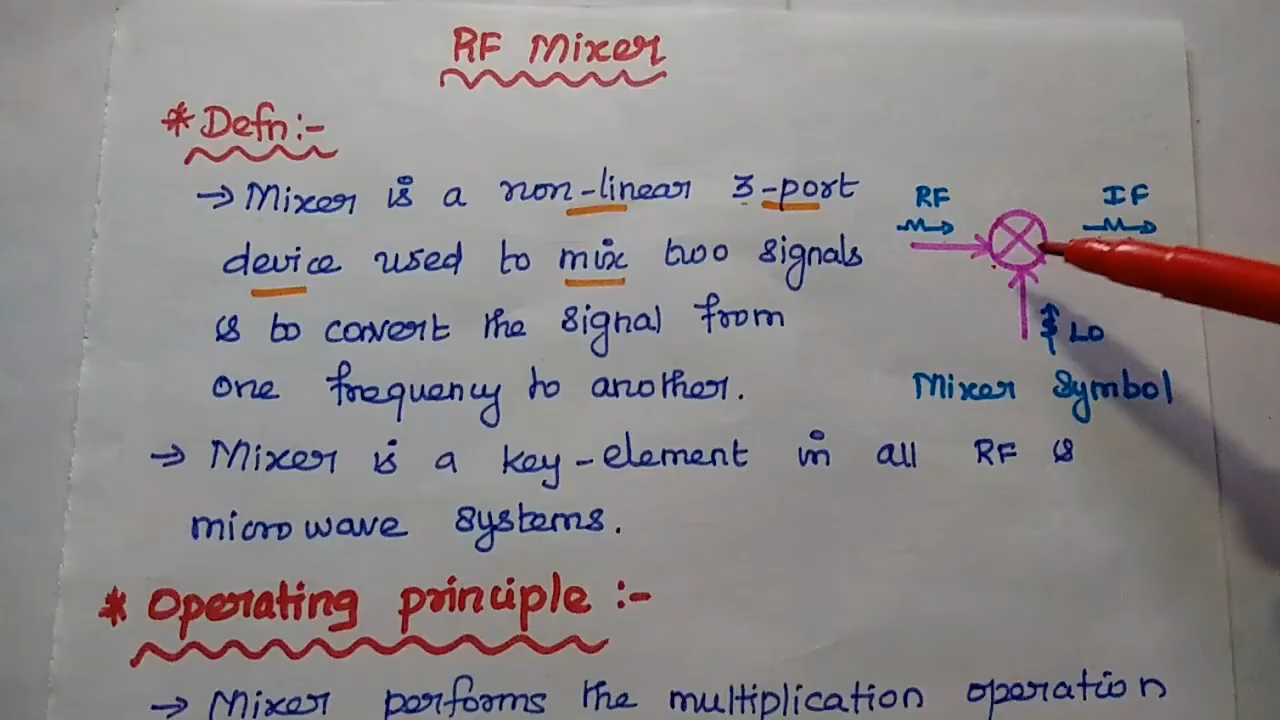 RF Mixer
* Defn:-
→ Mixer is a non-linear 3-port
device used to mix two signals
& to convert the signal from
one frequency to another.
RF
IF
LO
Mixer Symbol
→ Mixer is a key-element in all RF &
microwave systems.
* Operating principle :-
→ Mixer performs the multiplication operation